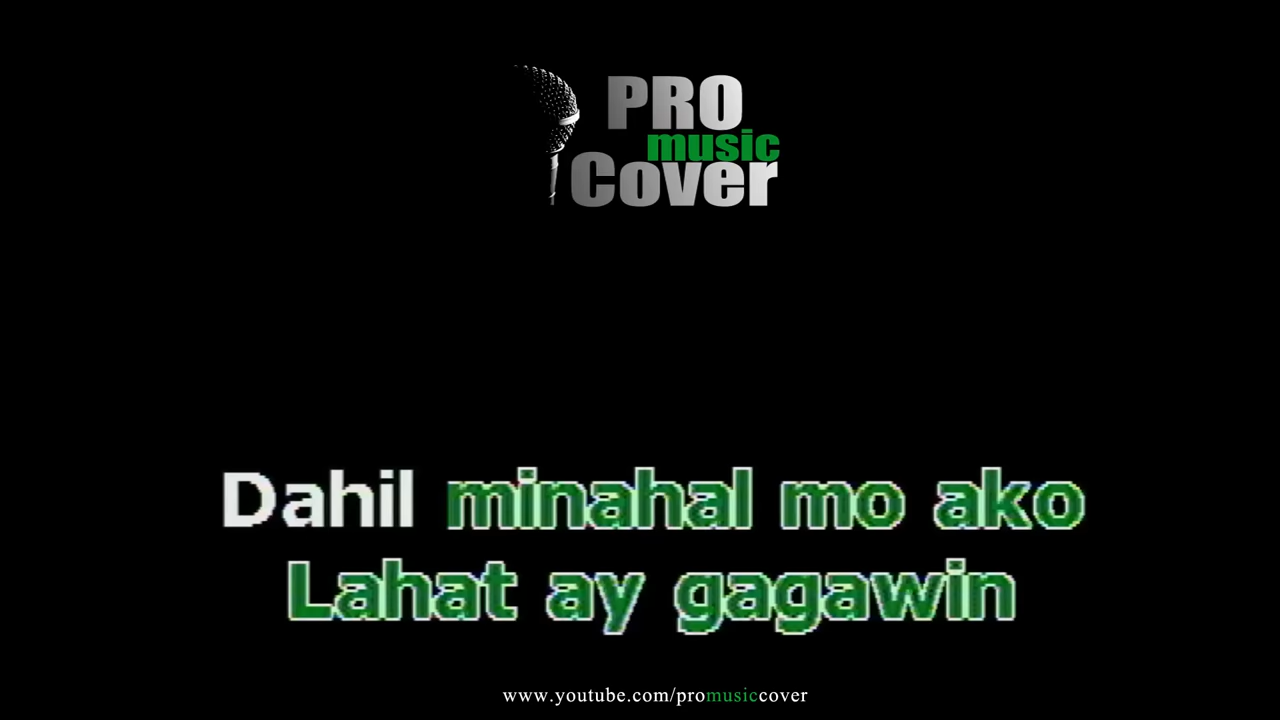 PRO
music
Cover
Dahil minahal mo ako
Lahat ay gagawin
www.youtube.com/promusiccover